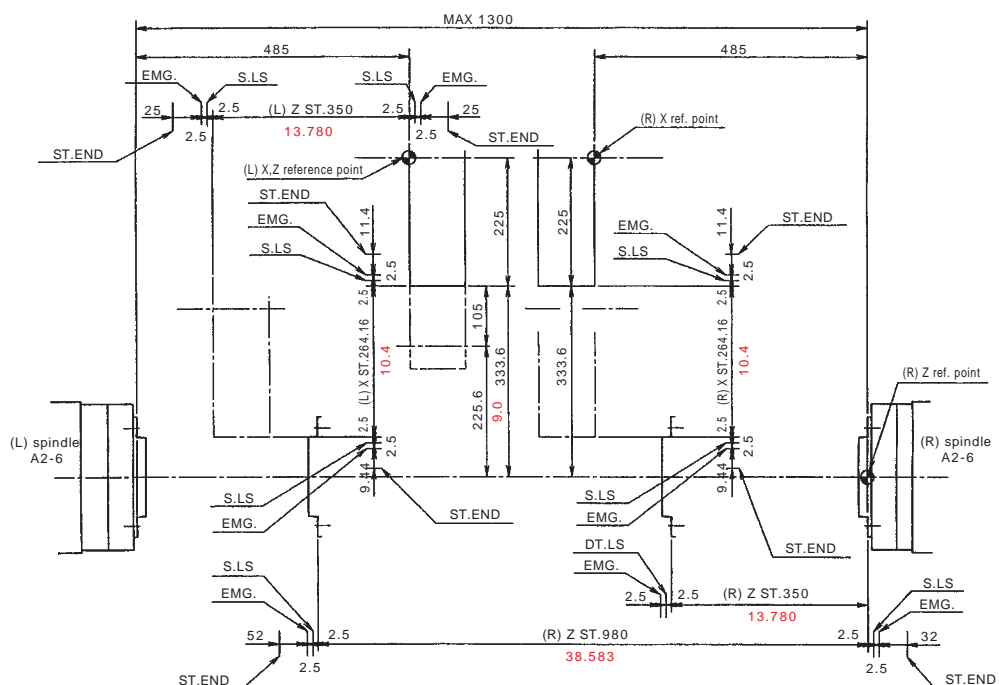 MAX 1300
485
485
EMG.
S.LS
S.LS
EMG.
25
2.5
(L) Z ST.350
2.5
25
2.5
13.780
2.5
ST.END
ST.END
(R) X ref. point
(L) X,Z reference point
ST.END
EMG.
S.LS
11.4
2.5
2.5
225
225
11.4
ST.END
EMG.
S.LS
2.5
2.5
(L) X ST.264.16
10.4
105
225.6
333.6
9.0
333.6
(R) X ST.264.16
10.4
(R) Z ref. point
(L) spindle
A2-6
(R) spindle
A2-6
2.5
2.5
9.44
2.5
2.5
9.44
S.LS
EMG.
ST.END
S.LS
EMG.
ST.END
DT.LS
EMG.
2.5
2.5
(R) Z ST.350
13.780
S.LS
EMG.
S.LS
EMG.
52
2.5
(R) Z ST.980
2.5
32
2.5
38.583
2.5
ST.END
ST.END